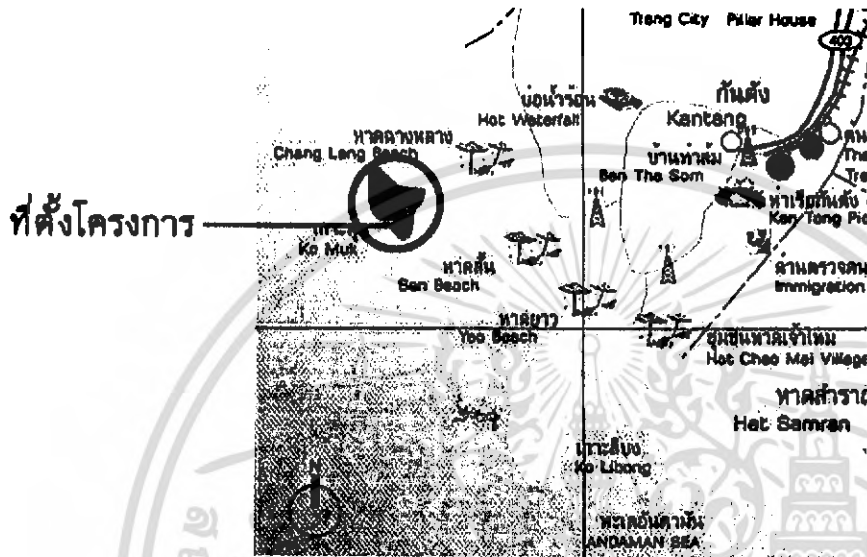 Trang City Pillar House
400
บ่อน้ำร้อน
Hot Waterfall
กันตัง
Kantang
หาดฉางหลาง
Chang Lang Beach
บ้านท่าส้ม
Ban Tha Som
ที่ตั้งโครงการ
ท่าเรือกันตัง
Kan Tong Pie
Ko Muk
หาดสั้น
San Beach
ด่านตรวจคน
Immigration
หาดยาว
Yao Beach
ชุมชนหาดเจ้าไหม
Hat Chao Mai Village
หาดสำราญ
Hat Samran
เกาะลิบง
Ko Libong
N
ทะเลอันดามัน
ANDAMAN SEA